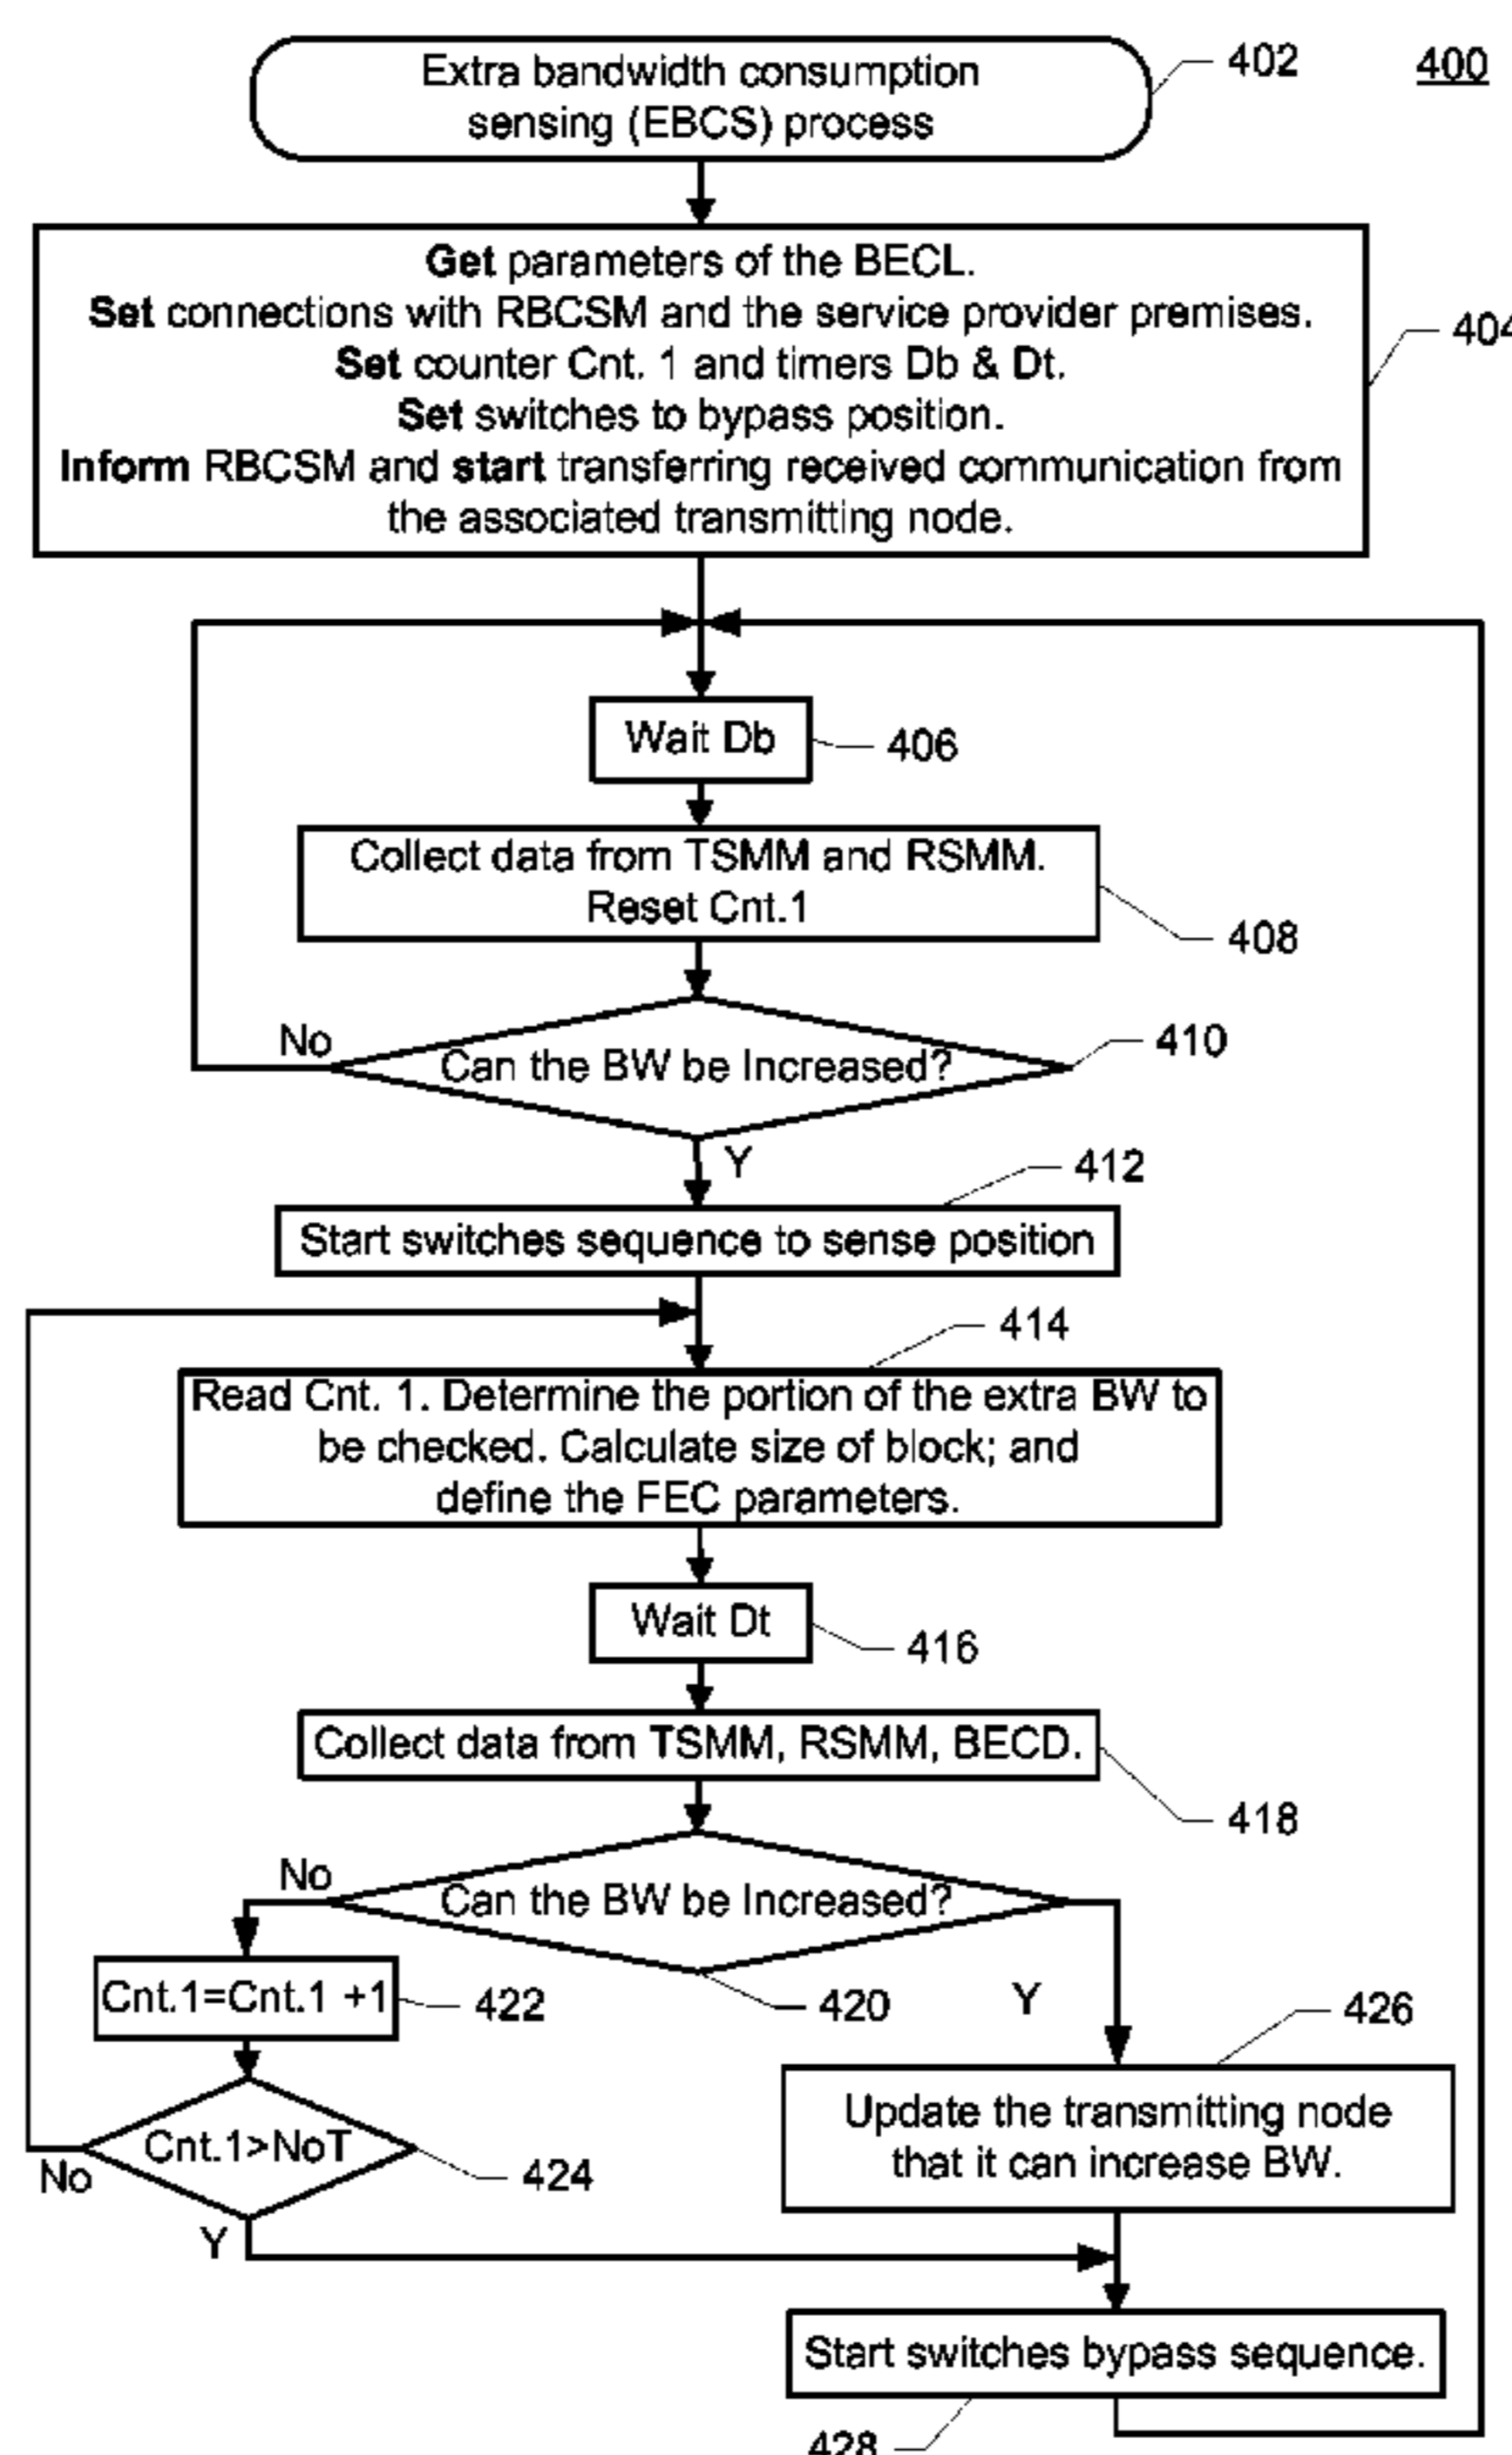 400
402
Extra bandwidth consumption
sensing (EBCS) process
Get parameters of the BECL.
Set connections with RBCSM and the service provider premises.
Set counter Cnt. 1 and timers Db & Dt.
Set switches to bypass position.
Inform RBCSM and start transferring received communication from
the associated transmitting node.
404
Wait Db
406
Collect data from TSMM and RSMM.
Reset Cnt.1
408
No
Can the BW be Increased?
410
Y
412
Start switches sequence to sense position
414
Read Cnt. 1. Determine the portion of the extra BW to
be checked. Calculate size of block; and
define the FEC parameters.
Wait Dt
416
Collect data from TSMM, RSMM, BECD.
418
No
Can the BW be Increased?
420
Y
Cnt.1=Cnt.1 +1
422
426
Update the transmitting node
that it can increase BW.
Cnt.1>NoT
424
No
Y
Start switches bypass sequence.
428